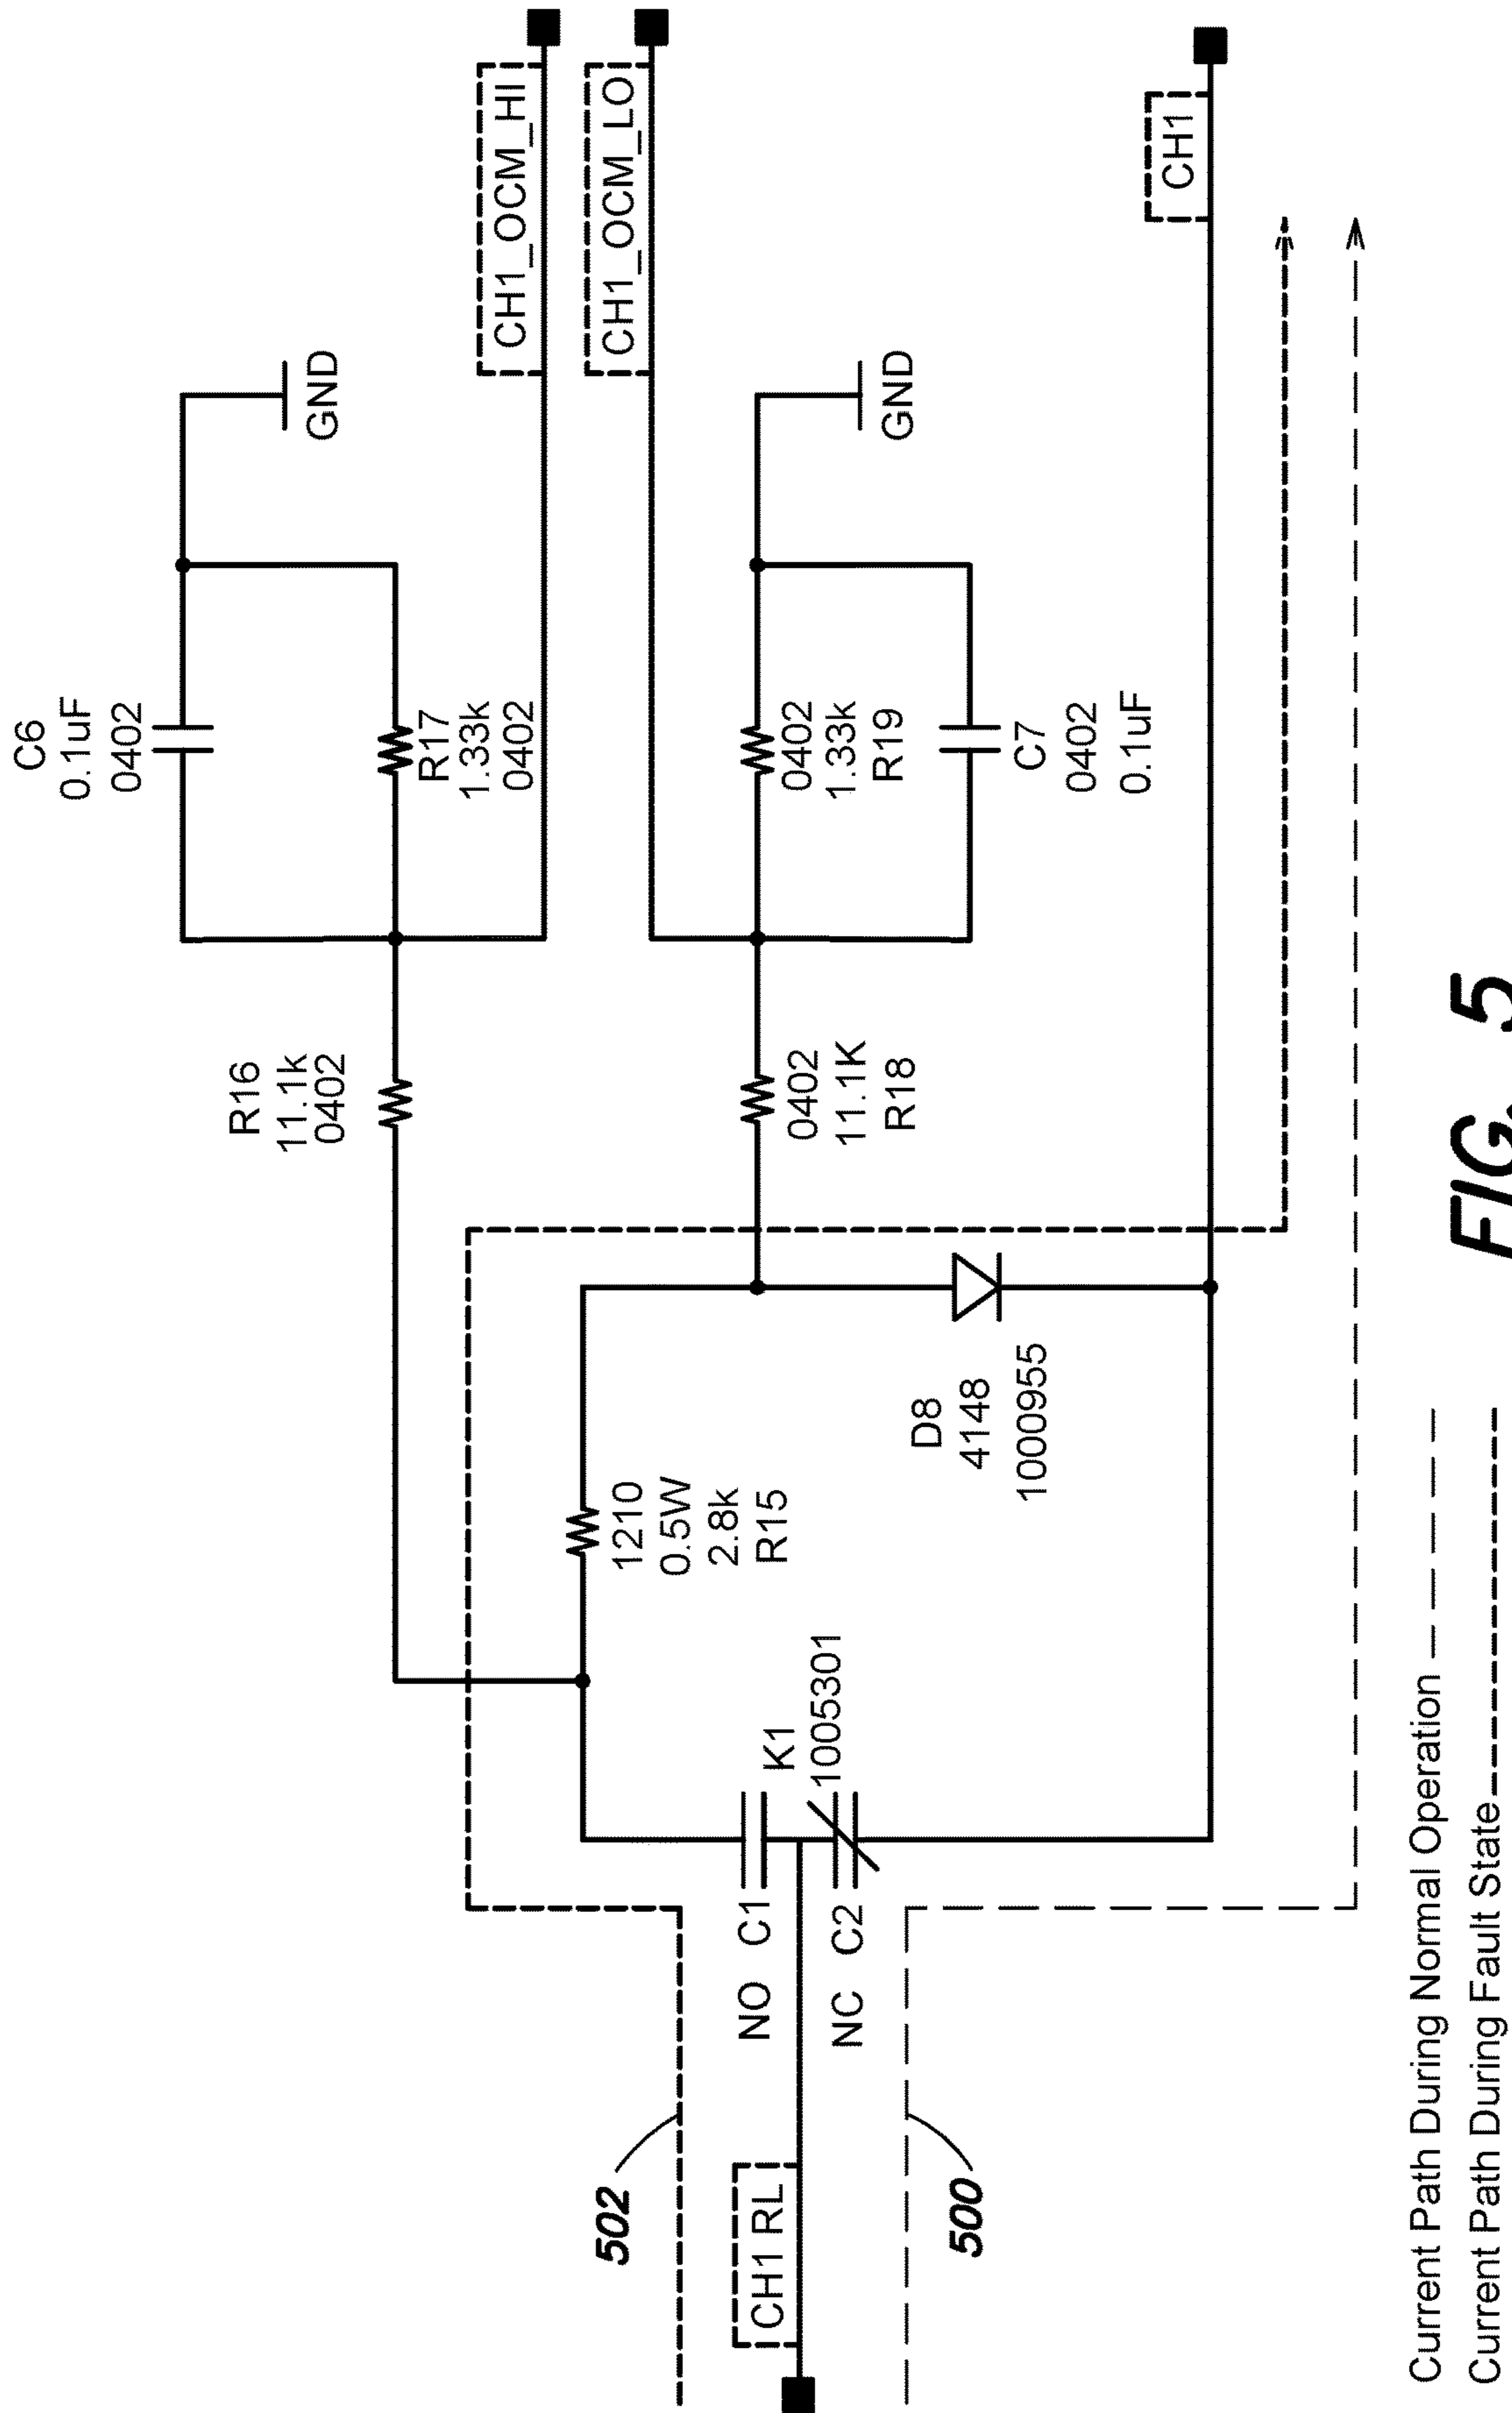 C6
0.1uF
0402
GND
R17
1.33k
0402
R16
11.1k
0402
CH1_OCM_HI
CH1_OCM_LO
GND
0402
1.33k
R19
C7
0402
0.1uF
0402
11.1K
R18
1210
0.5W
2.8k
R15
D8
4148
1000955
502
NO C1
K1
1005301
CH1 RL
NC C2
500
CH1
Current Path During Normal Operation
Current Path During Fault State
FIG. 5